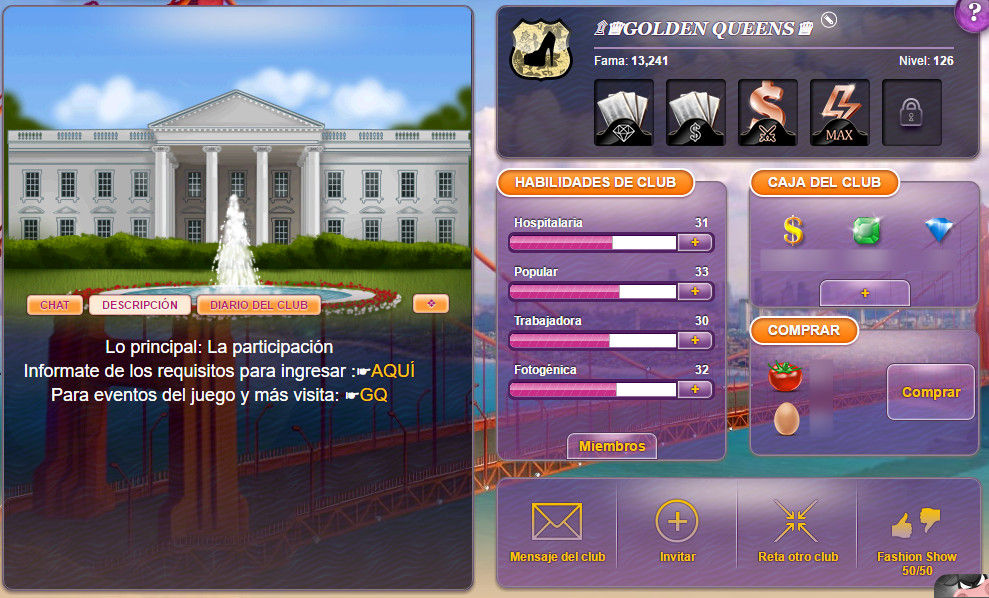 CHAT
DESCRIPCIÓN
DIARIO DEL CLUB
Lo principal: La participación
Informate de los requisitos para ingresar :☛AQUÍ
Para eventos del juego y más visita: ☛GQ
♕GOLDEN QUEENS♕
?
Fama: 13,241
Nivel: 126
$
MAX
HABILIDADES DE CLUB
Hospitalaria 31
+
Popular 33
+
Trabajadora 30
+
Fotogénica 32
+
Miembros
CAJA DEL CLUB
$
+
COMPRAR
Comprar
Mensaje del club
Invitar
Reta otro club
Fashion Show
50/50